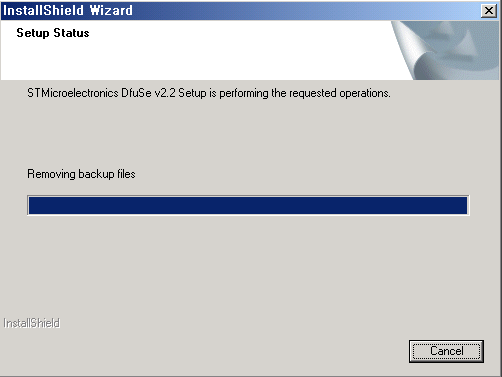 InstallShield Wizard
Setup Status
STMicroelectronics DfuSe v2.2 Setup is performing the requested operations.
Removing backup files
InstallShield
Cancel